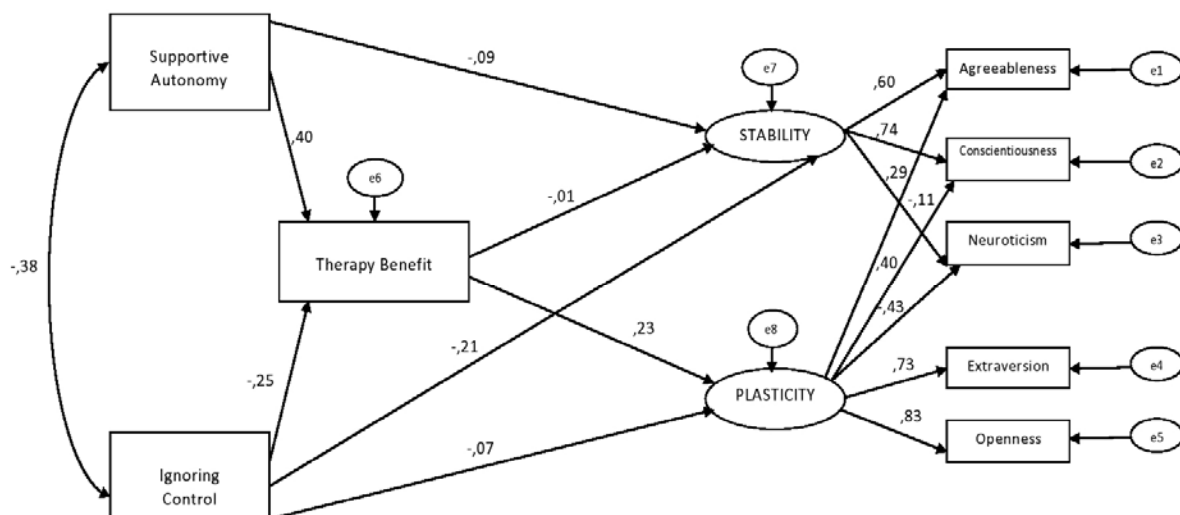 Supportive
Autonomy
-,09
e7
Agreeableness
e1
,60
STABILITY
,74
,40
Conscientiousness
e2
e6
,29
-,01
-,11
Therapy Benefit
Neuroticism
e3
-,38
,40
,23
e8
-,43
-,21
Extraversion
e4
,73
-,25
PLASTICITY
,83
-,07
Openness
e5
Ignoring
Control